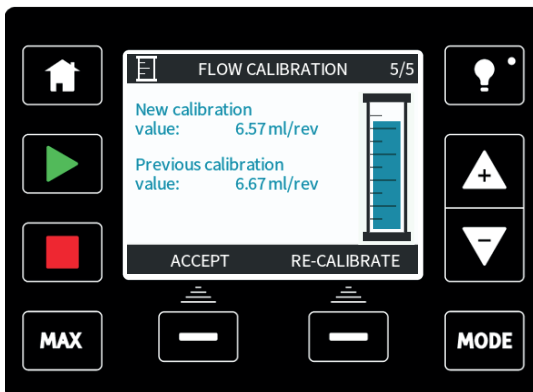 FLOW CALIBRATION 5/5
New calibration
value: 6.57 ml/rev
Previous calibration
value: 6.67 ml/rev
ACCEPT RE-CALIBRATE
MAX
MODE